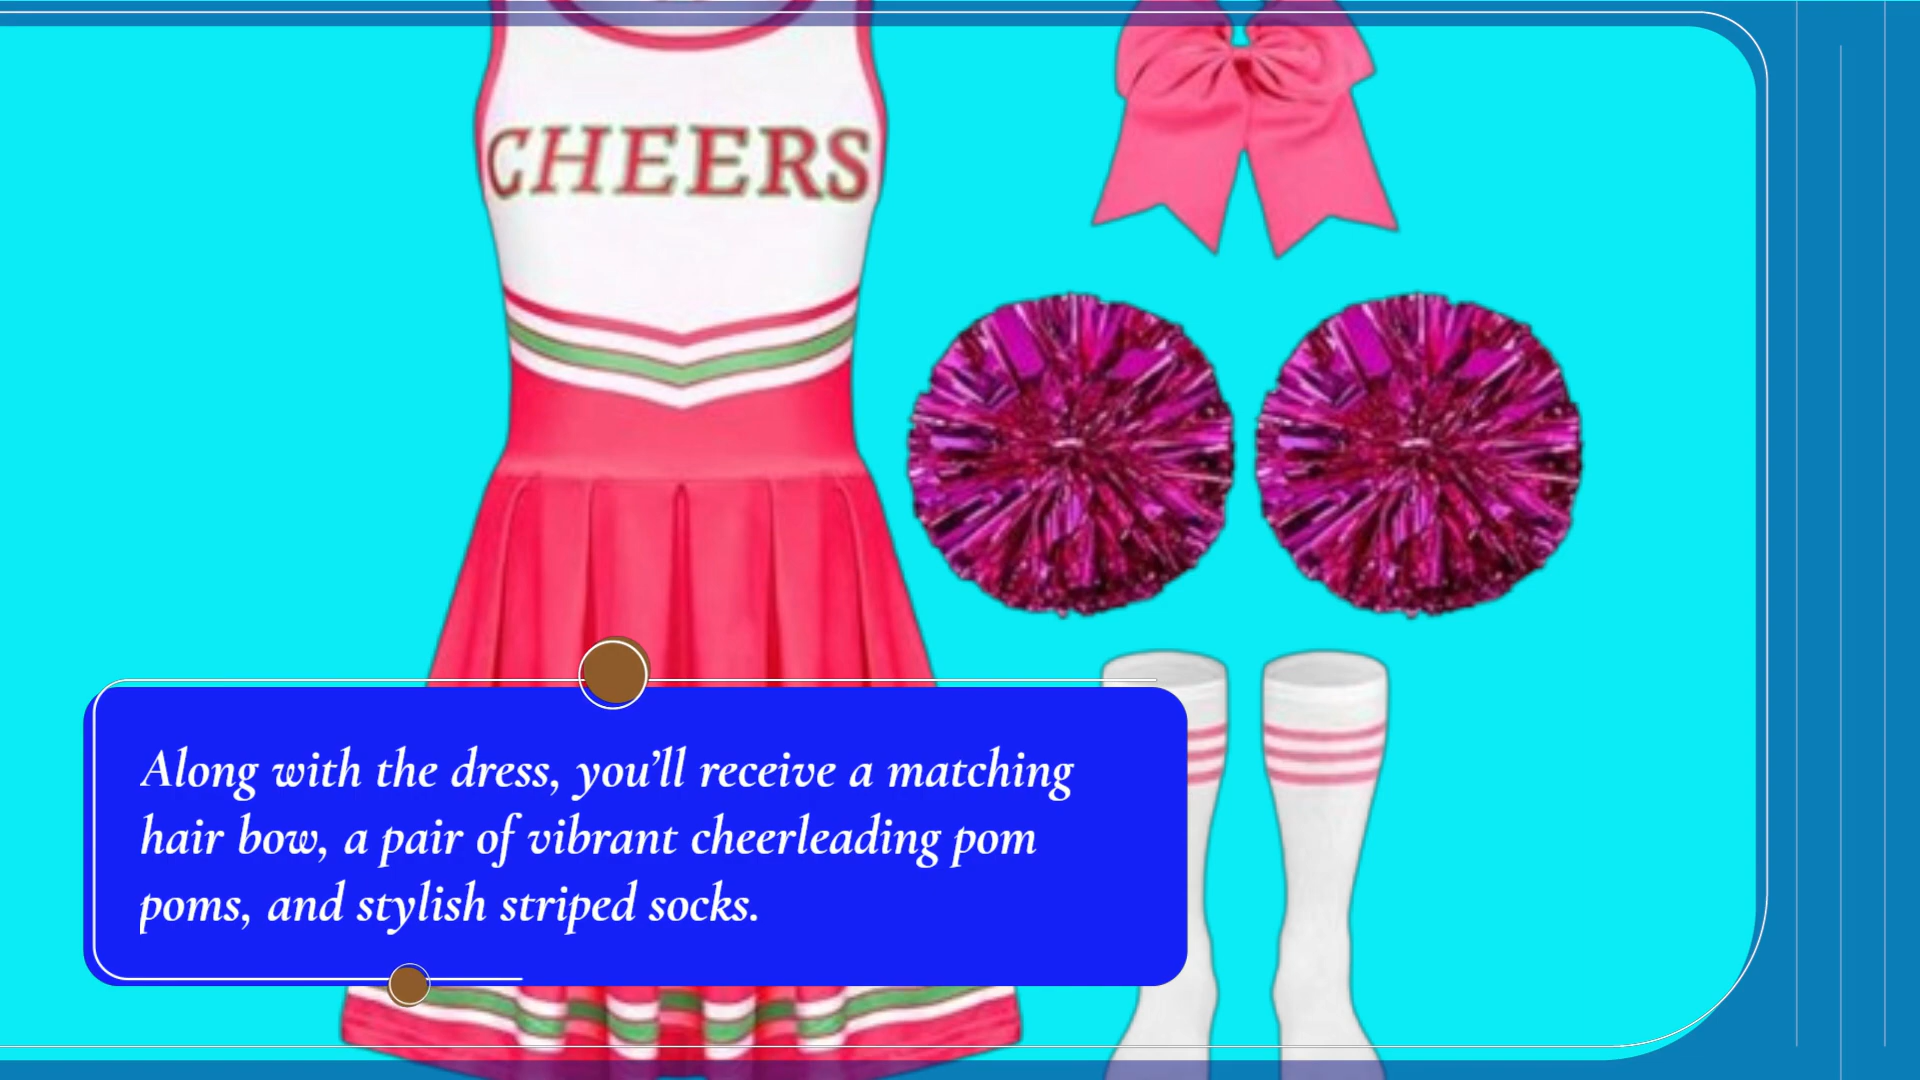 CHEERS
Along with the dress, you’ll receive a matching
hair bow, a pair of vibrant cheerleading pom
poms, and stylish striped socks.